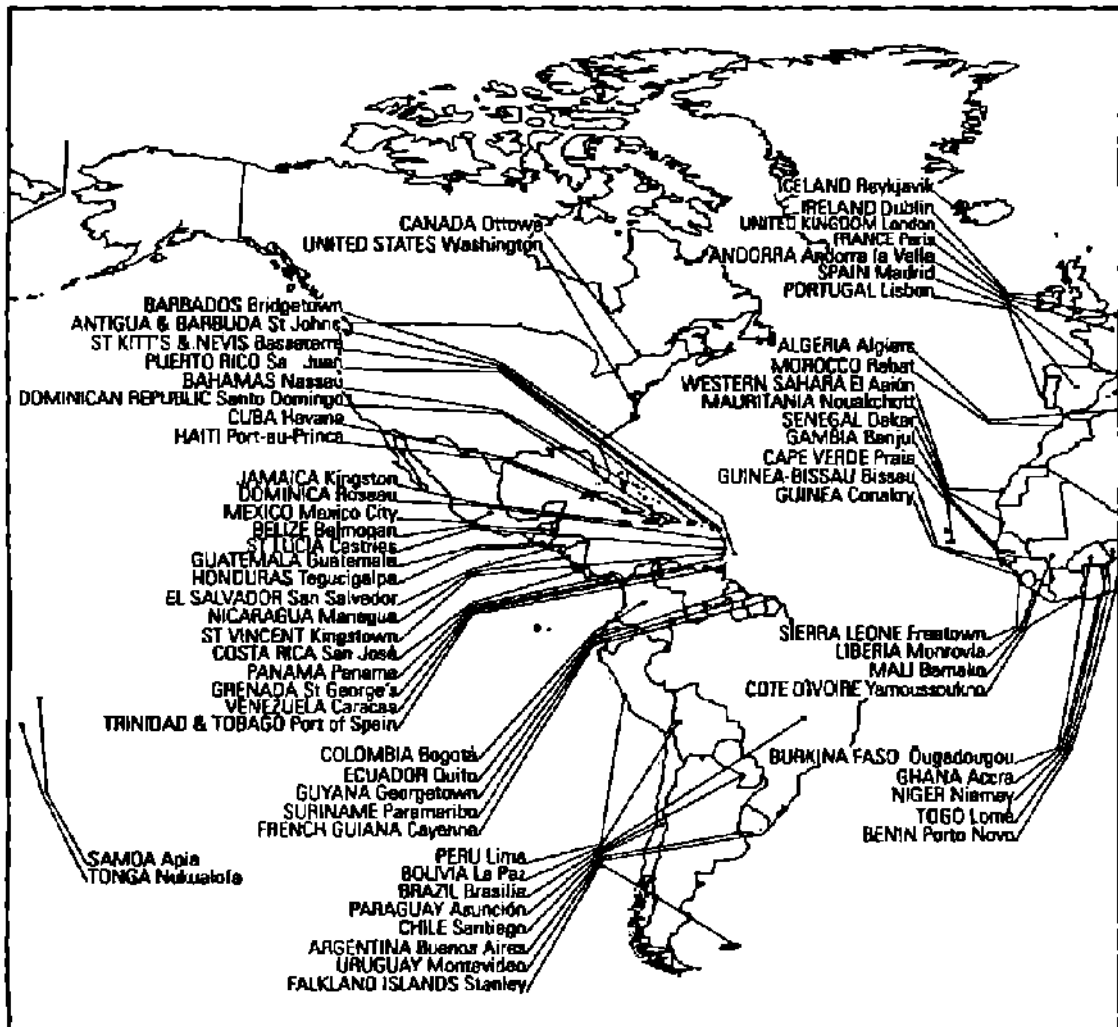 ICELAND Reykjavik
IRELAND Dublin
CANADA Ottowa
UNITED KINGDOM London
UNITED STATES Washington
FRANCE Paris
ANDORRA Andorra la Vella
SPAIN Madrid
PORTUGAL Lisbon
BARBADOS Bridgetown
ANTIGUA & BARBUDA St Johns
ST KITT'S & NEVIS Basseterre
PUERTO RICO Sa Juan
BAHAMAS Nassau
DOMINICAN REPUBLIC Santo Domingo
CUBA Havana
HAITI Port-au-Prince
ALGERIA Algiers
MOROCCO Rabat
WESTERN SAHARA El Aaiún
MAURITANIA Nouakchott
SENEGAL Dakar
GAMBIA Banjul
CAPE VERDE Praia
GUINEA-BISSAU Bissau
GUINEA Conakry
JAMAICA Kingston
DOMINICA Roseau
MEXICO Mexico City
BELIZE Belmopan
ST LUCIA Castries
GUATEMALA Guatemala
HONDURAS Tegucigalpa
EL SALVADOR San Salvador
NICARAGUA Managua
ST VINCENT Kingstown
COSTA RICA San José
PANAMA Panama
GRENADA St George's
VENEZUELA Caracas
TRINIDAD & TOBAGO Port of Spain
SIERRA LEONE Freetown
LIBERIA Monrovia
MALI Bamako
COTE D'IVOIRE Yamoussoukro
COLOMBIA Bogotá
ECUADOR Quito
GUYANA Georgetown
SURINAME Paramaribo
FRENCH GUIANA Cayenne
BURKINA FASO Ougadougou
GHANA Accra
NIGER Niamey
TOGO Lomé
BENIN Porto Novo
SAMOA Apia
TONGA Nukualofa
PERU Lima
BOLIVIA La Paz
BRAZIL Brasilia
PARAGUAY Asunción
CHILE Santiago
ARGENTINA Buenos Aires
URUGUAY Montevideo
FALKLAND ISLANDS Stanley